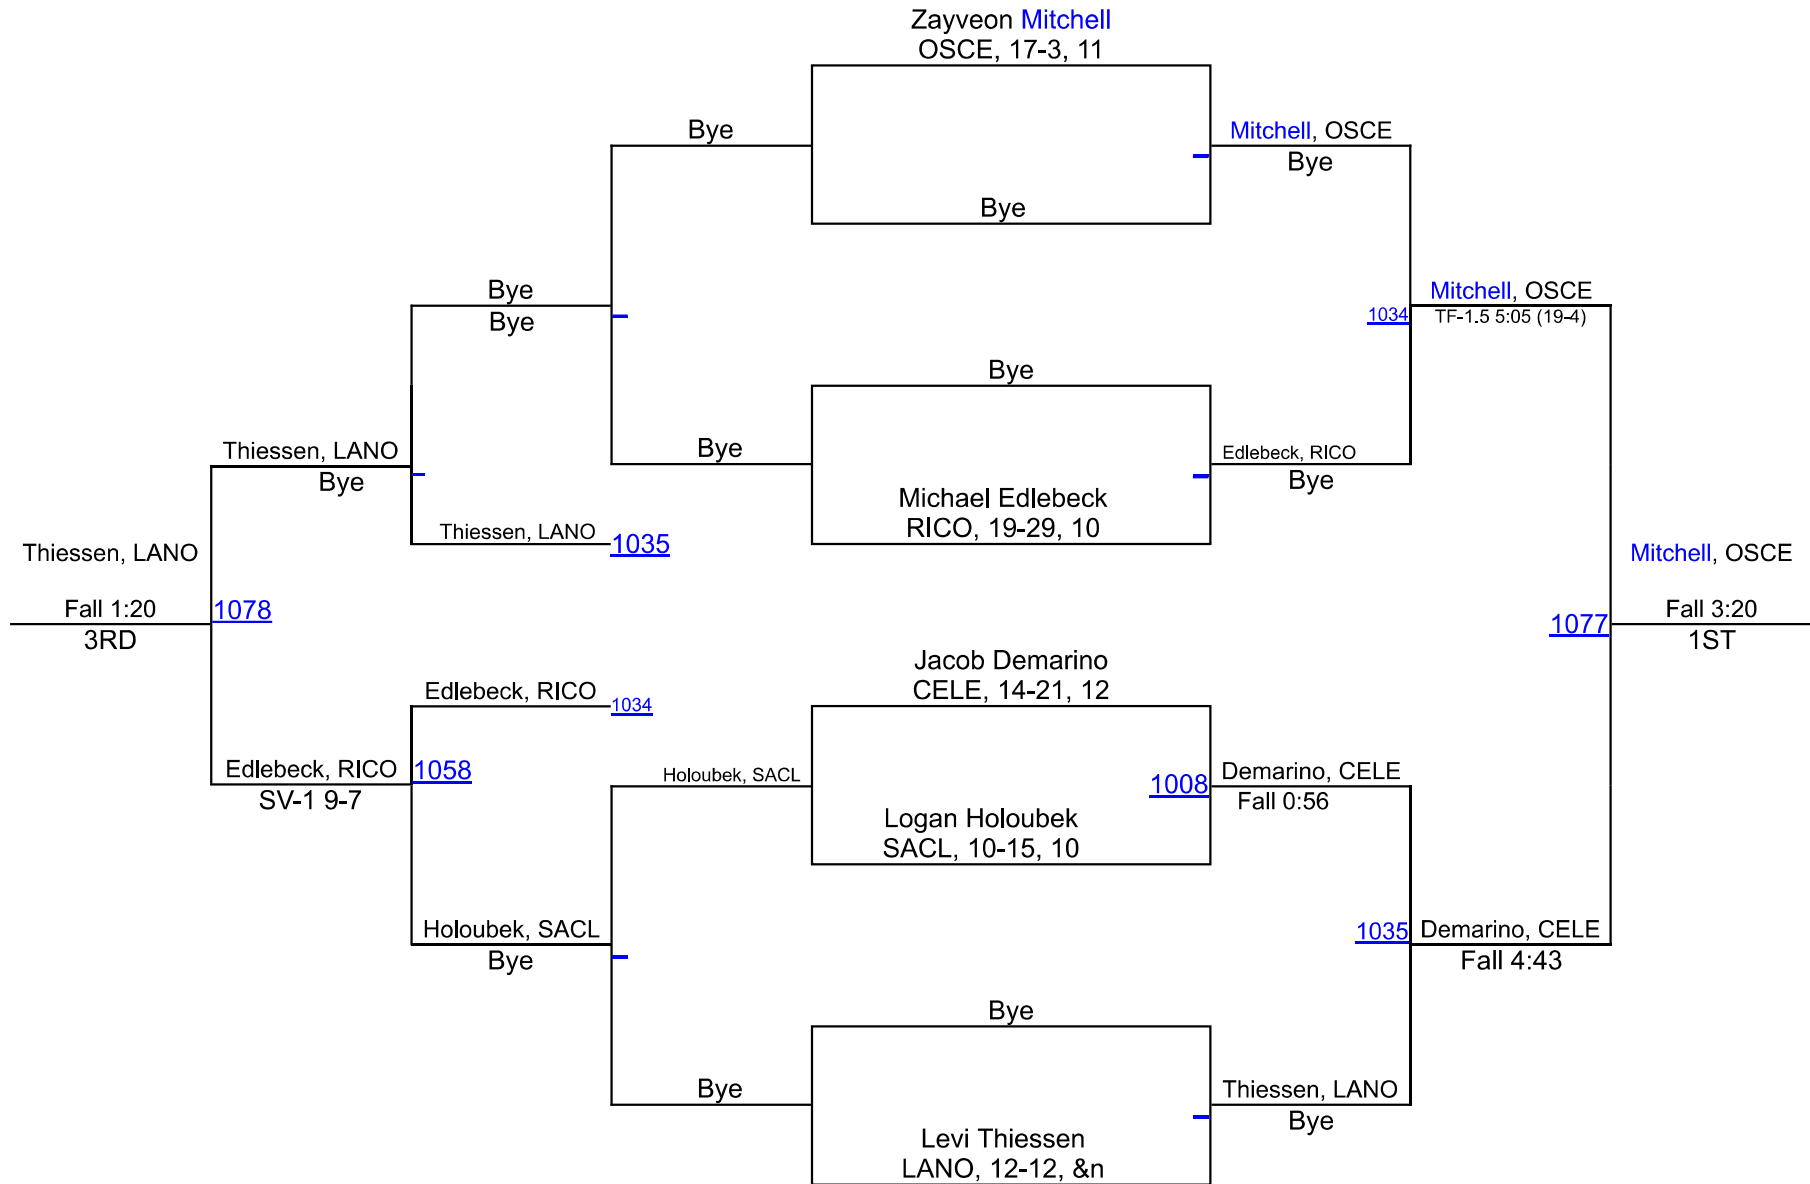 Zayveon Mitchell
OSCE, 17-3, 11
Bye
Mitchell, OSCE
Bye
Bye
Bye
Bye
Mitchell, OSCE
1034
TF-1.5 5:05 (19-4)
Bye
Thiessen, LANO
Bye
Bye
Edlebeck, RICO
Bye
Michael Edlebeck
RICO, 19-29, 10
Thiessen, LANO
1035
Thiessen, LANO
Mitchell, OSCE
Fall 1:20
1078
3RD
1077
Fall 3:20
1ST
Jacob Demarino
CELE, 14-21, 12
Edlebeck, RICO
1034
Edlebeck, RICO
1058
SV-1 9-7
Holoubek, SACL
1008
Demarino, CELE
Fall 0:56
Logan Holoubek
SACL, 10-15, 10
Holoubek, SACL
Bye
1035
Demarino, CELE
Fall 4:43
Bye
Bye
Thiessen, LANO
Bye
Levi Thiessen
LANO, 12-12, &n